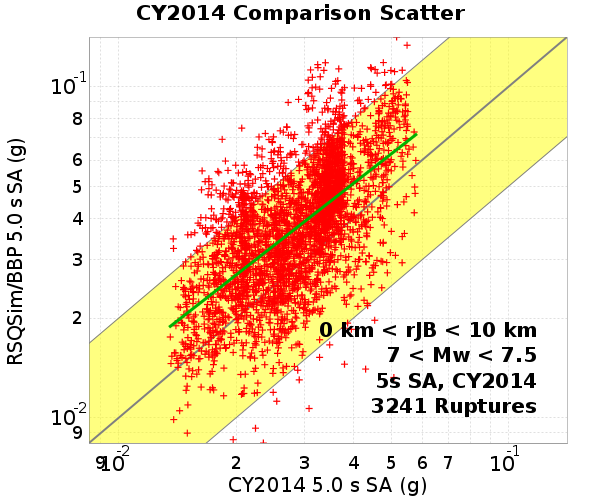 CY2014 Comparison Scatter
RSQSim/BBP 5.0 s SA (g)
10^-1
8
6
5
4
3
2
10^-2
9
0 km < rJB < 10 km
7 < Mw < 7.5
5s SA, CY2014
3241 Ruptures
9 10^-2 2 3 4 5 6 7 10^-1
CY2014 5.0 s SA (g)